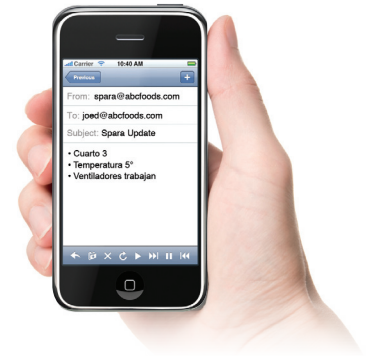 Carrier 10:40 AM
Previous +
From: spara@abcfoods.com
To: joed@abcfoods.com
Subject: Spara Update
• Cuarto 3
• Temperatura 5°
• Ventiladores trabajan